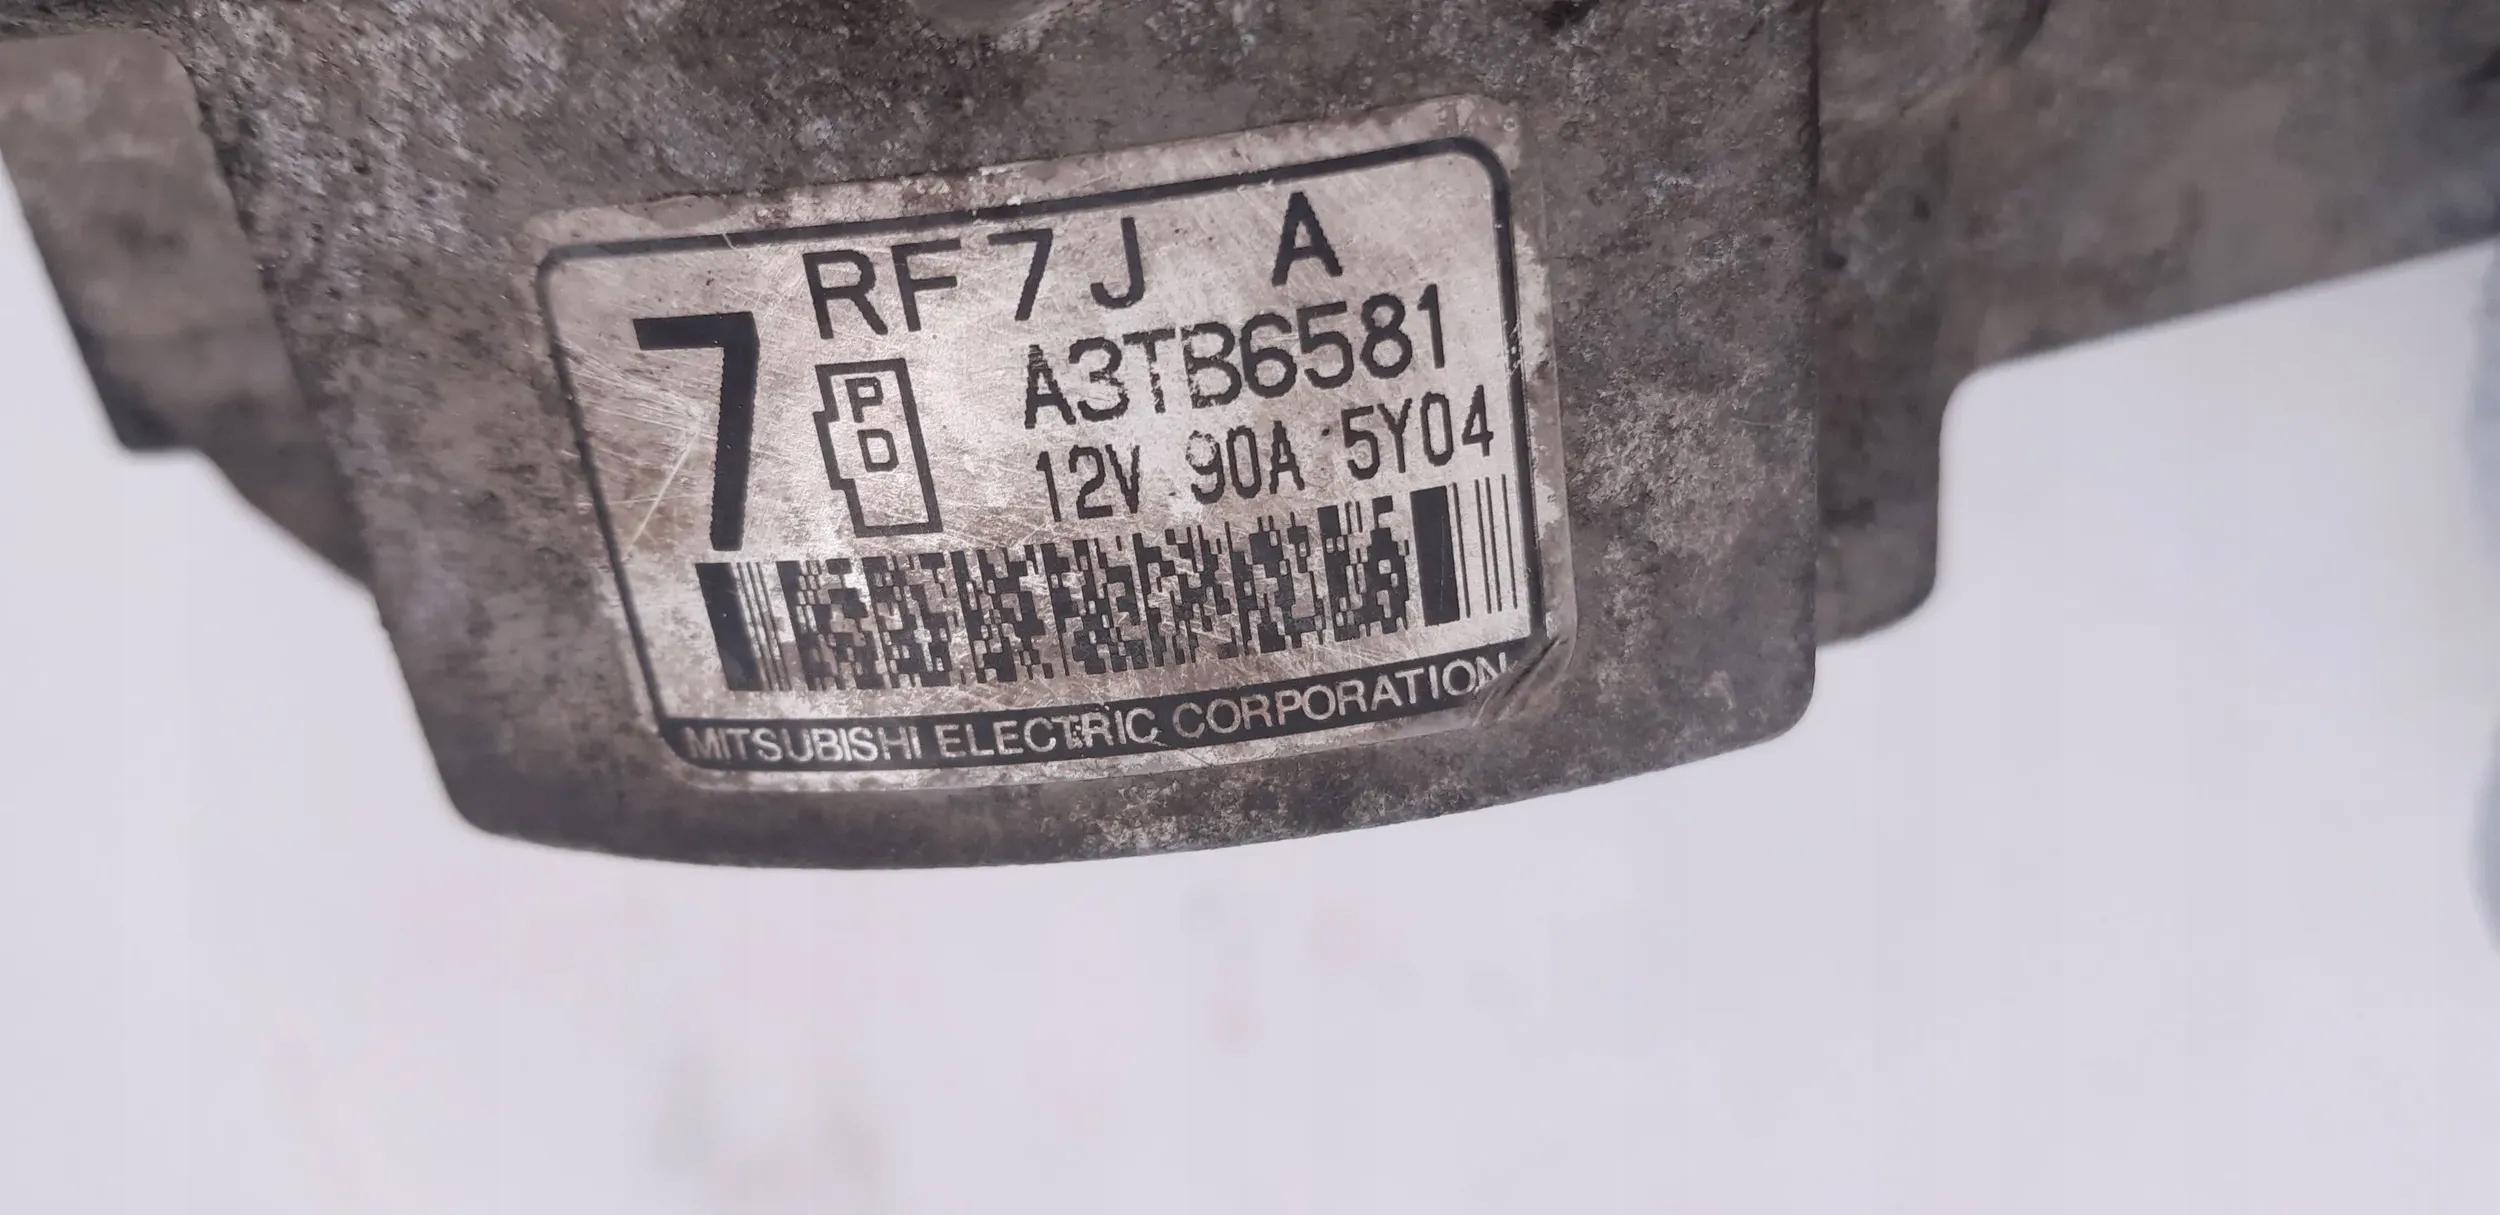 RF7J A
7
P
D
A3TB6581
12V 90A 5Y04
MITSUBISHI ELECTRIC CORPORATION